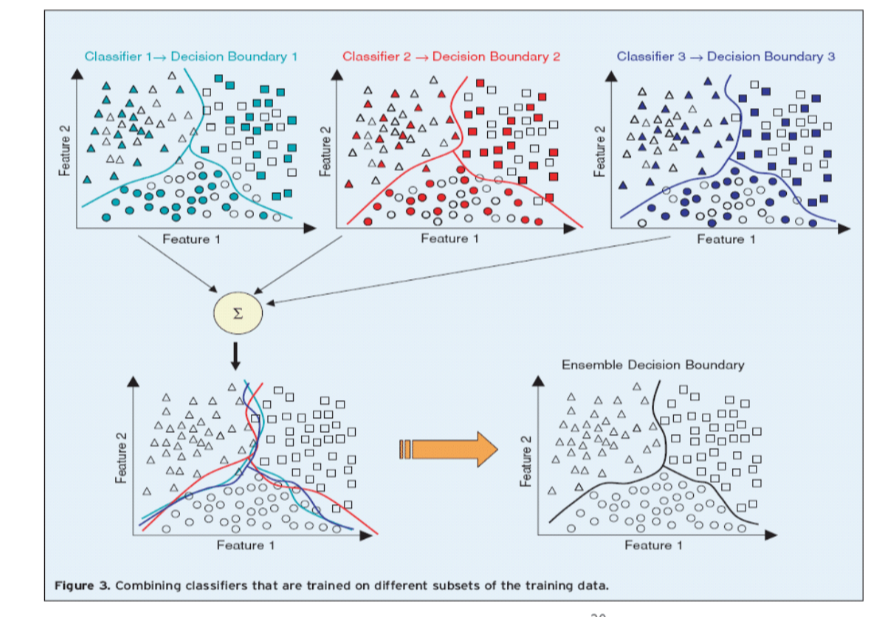 Classifier 1→ Decision Boundary 1
Classifier 2 → Decision Boundary 2
Classifier 3 → Decision Boundary 3
Feature 2
Feature 1
Feature 2
Feature 1
Feature 2
Feature 1
Σ
Ensemble Decision Boundary
Feature 2
Feature 1
Feature 2
Feature 1
Figure 3. Combining classifiers that are trained on different subsets of the training data.